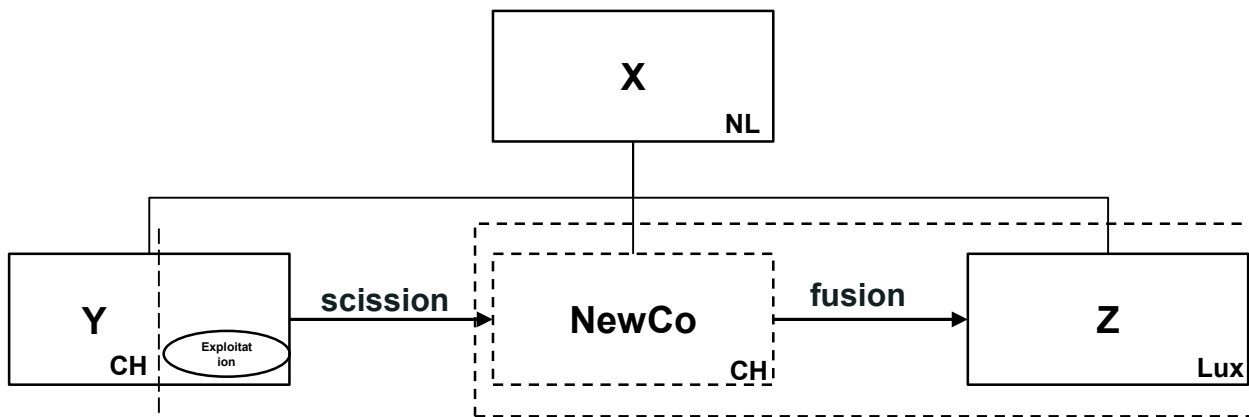 X
NL
scission
fusion
Y
CH
Exploitat
ion
NewCo
CH
Z
Lux